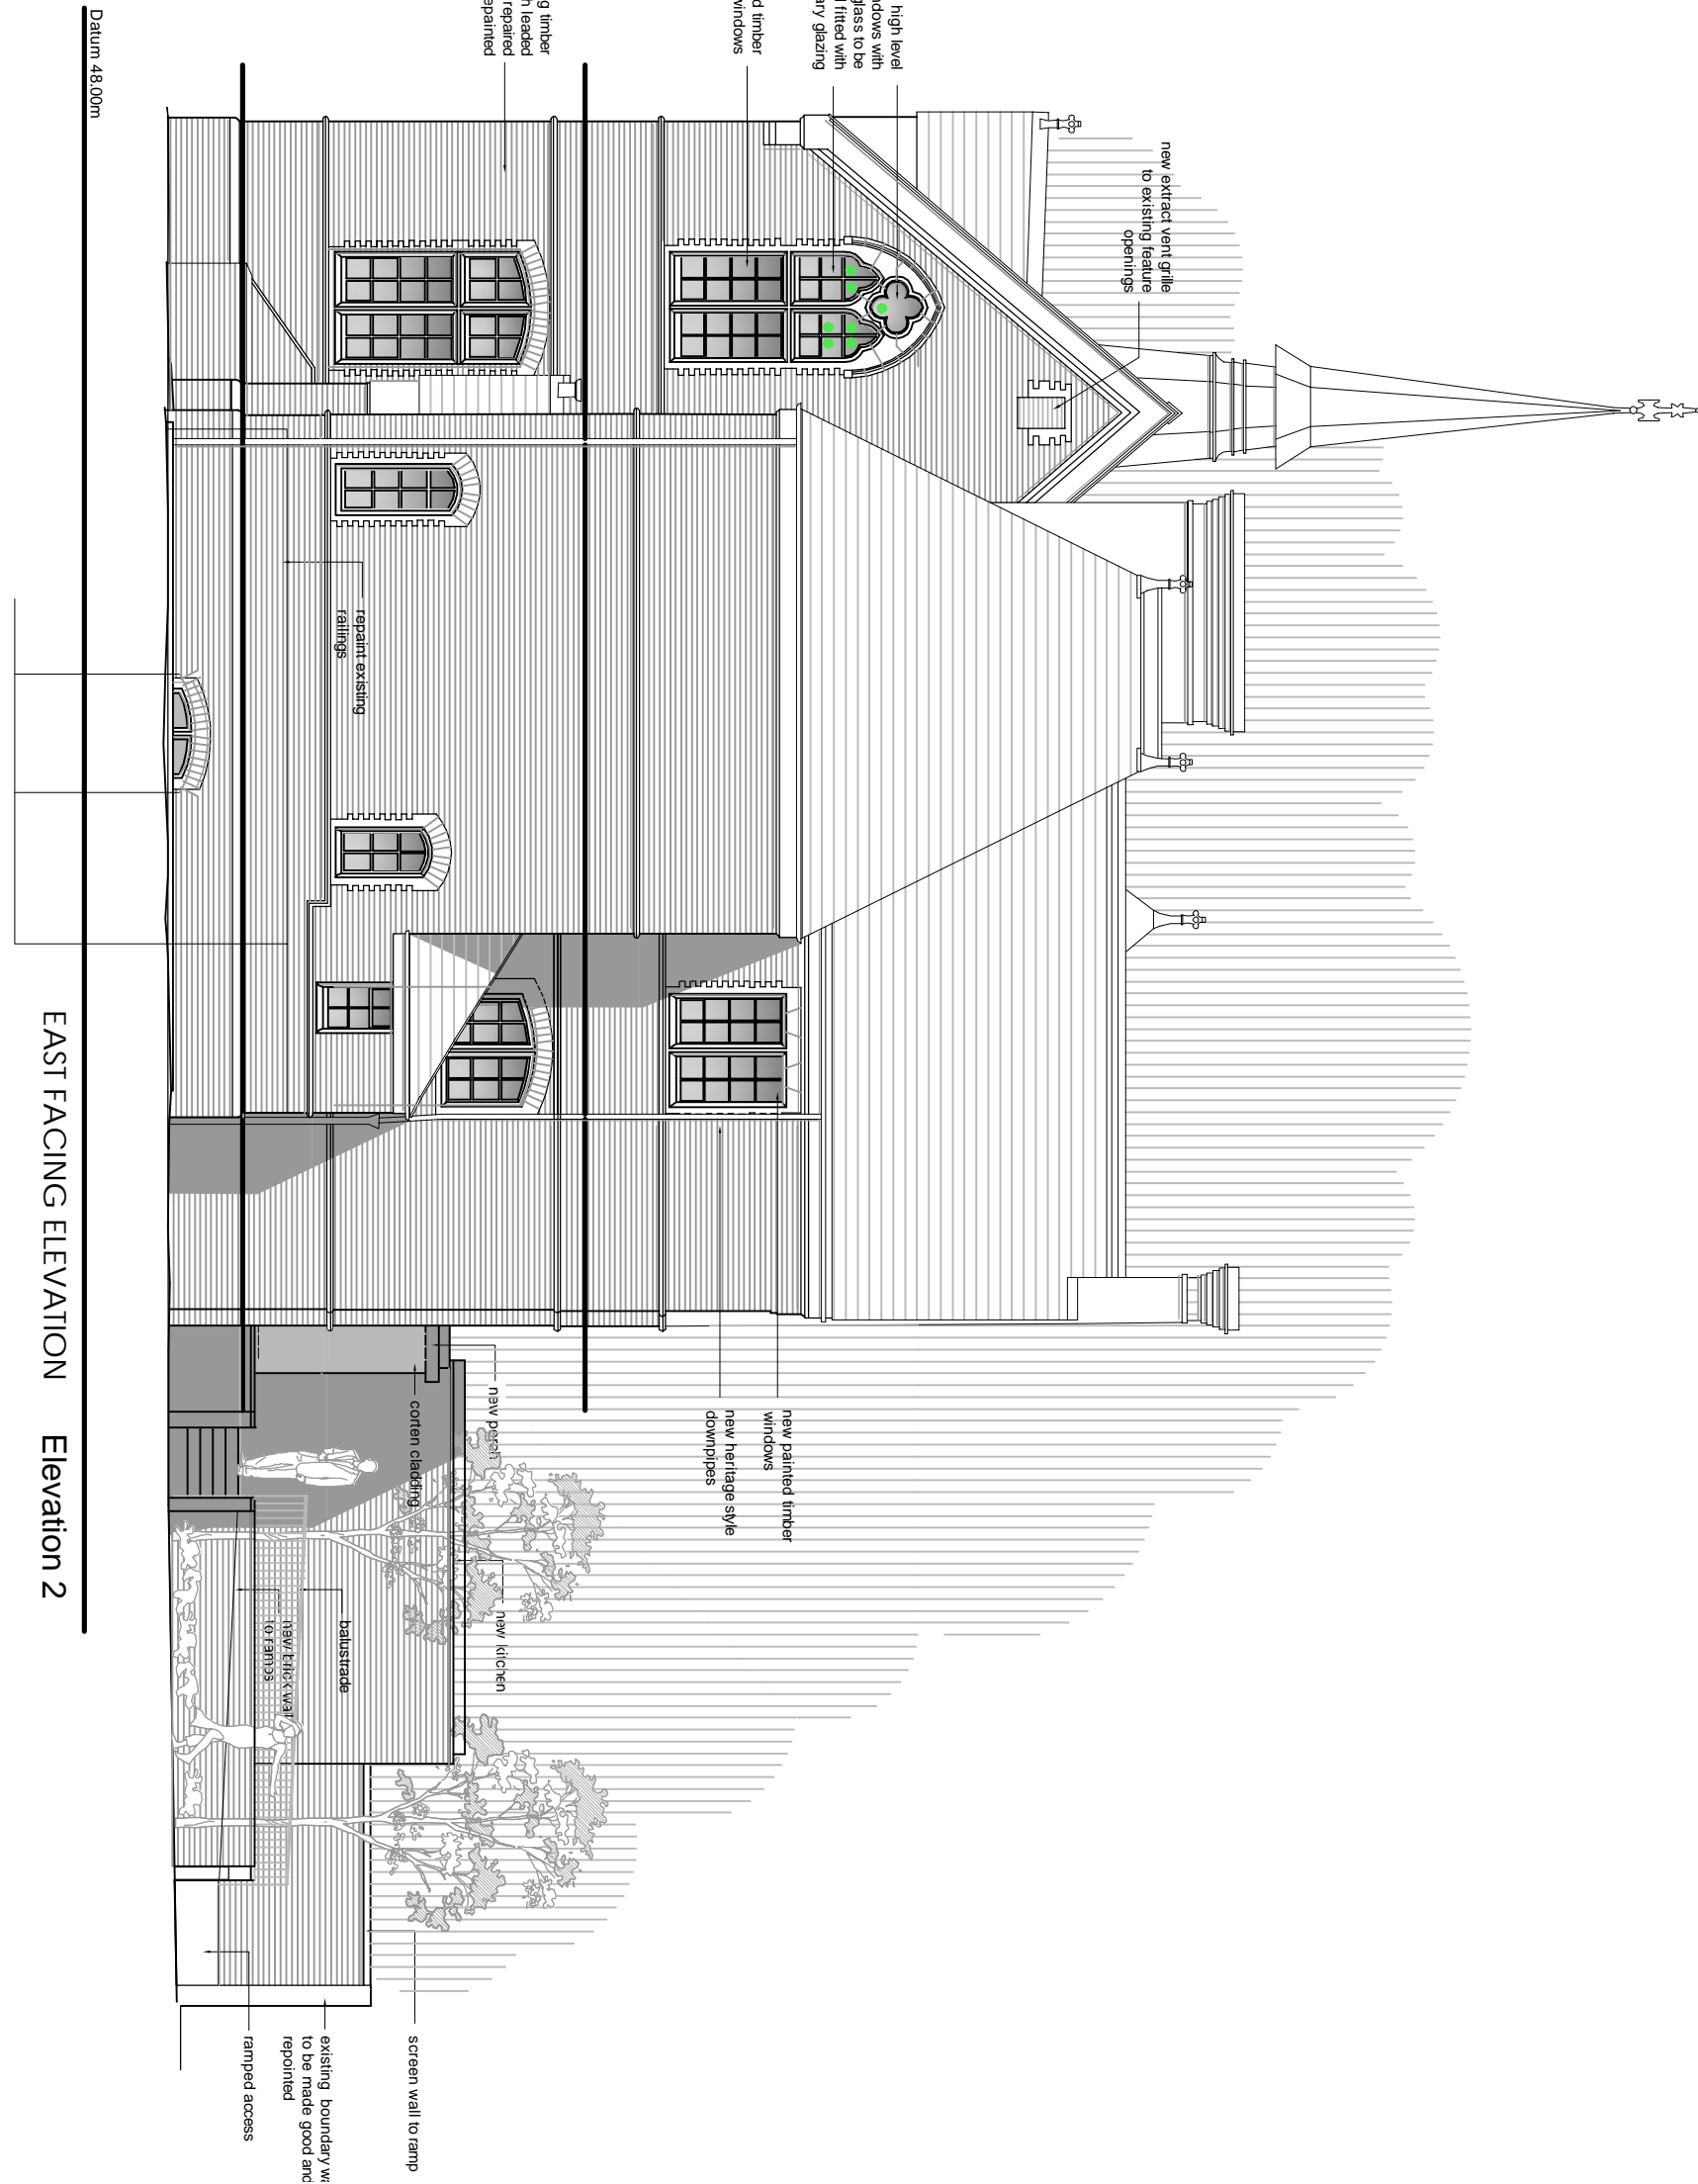 high level
ndows with
glass to be
fitted with
ary glazing
d timber
windows
g timber
h leaded
repaired
epainted
new extract vent grille
to existing feature
openings
repaint existing
railings
new painted timber
windows
new heritage style
downpipes
new porch
corten cladding
new kitchen
balustrade
new brick wall
to ramps
screen wall to ramp
existing boundary wa
to be made good and
repointed
ramped access
Datum 48.00m
EAST FACING ELEVATION Elevation 2